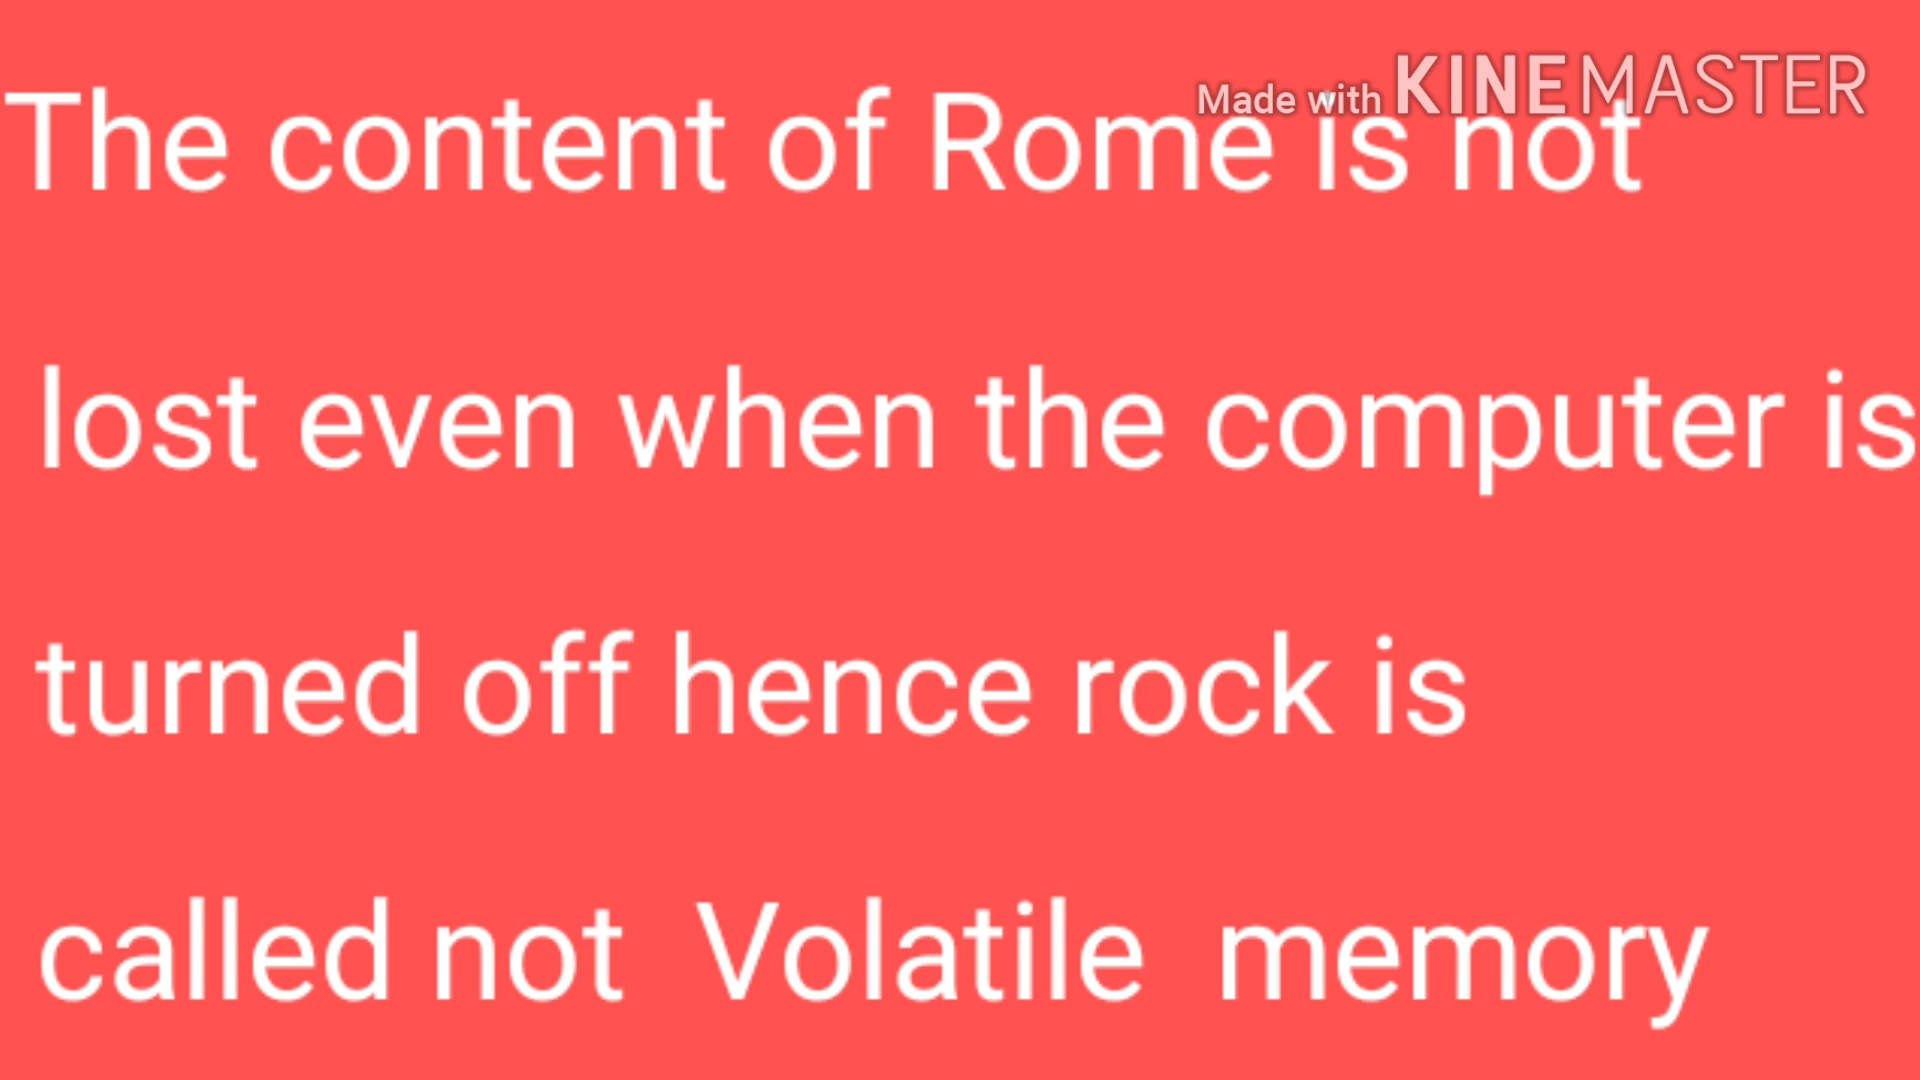 Made with KINEMASTER
The content of Rome is not
lost even when the computer is
turned off hence rock is
called not Volatile memory